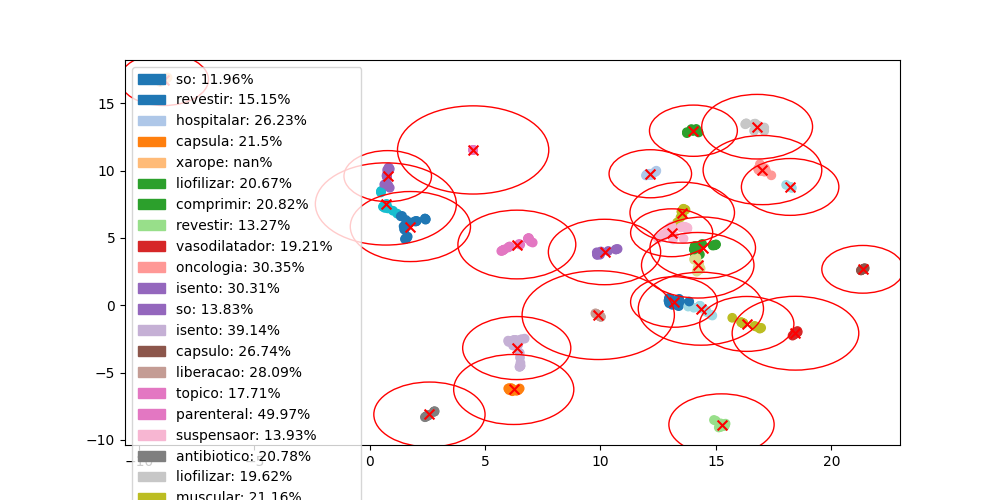 so: 11.96%
revestir: 15.15%
hospitalar: 26.23%
capsula: 21.5%
xarope: nan%
liofilizar: 20.67%
comprimir: 20.82%
revestir: 13.27%
vasodilatador: 19.21%
oncologia: 30.35%
isento: 30.31%
so: 13.83%
isento: 39.14%
capsulo: 26.74%
liberacao: 28.09%
topico: 17.71%
parenteral: 49.97%
suspensaor: 13.93%
antibiotico: 20.78%
liofilizar: 19.62%
muscular: 21.16%
15
10
5
0
−5
−10
−10 −5 0 5 10 15 20